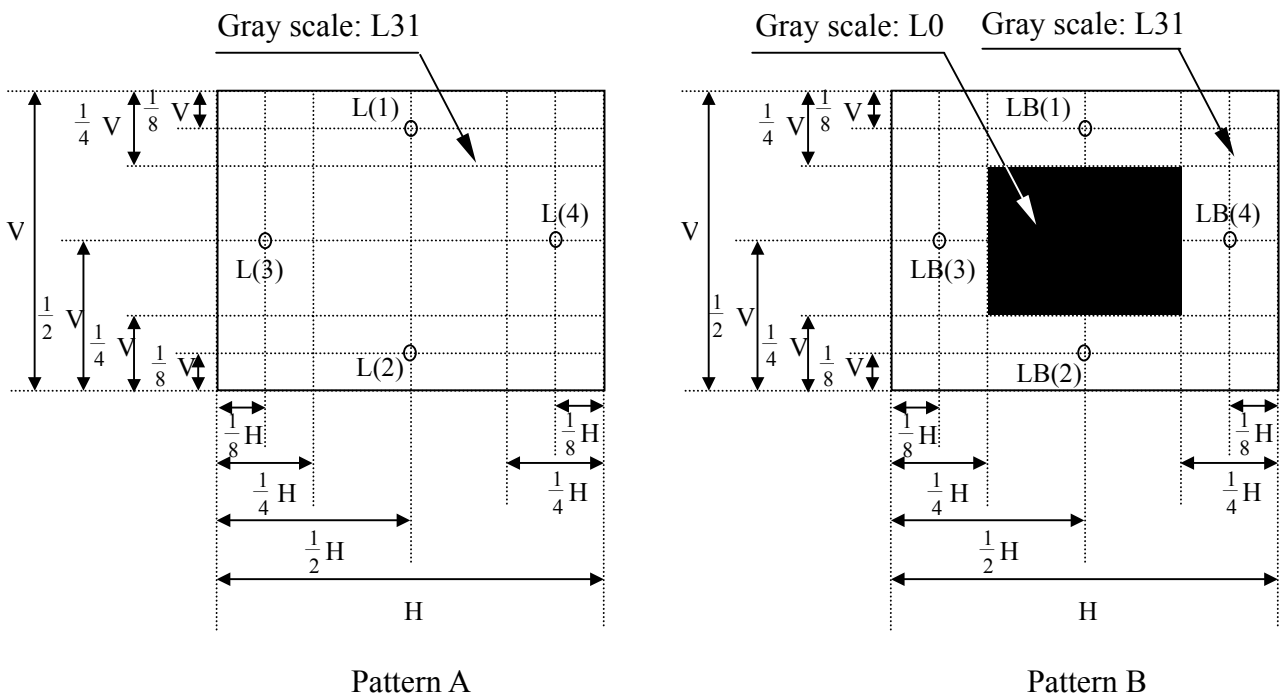 Gray scale: L31
L(1)
L(4)
L(3)
L(2)
1/8 V
1/4 V
V
1/2 V
1/4 V
1/8 V
1/8 H
1/8 H
1/4 H
1/4 H
1/2 H
H
Pattern A
Gray scale: L0
Gray scale: L31
LB(1)
LB(4)
LB(3)
LB(2)
1/8 V
1/4 V
V
1/2 V
1/4 V
1/8 V
1/8 H
1/8 H
1/4 H
1/4 H
1/2 H
H
Pattern B